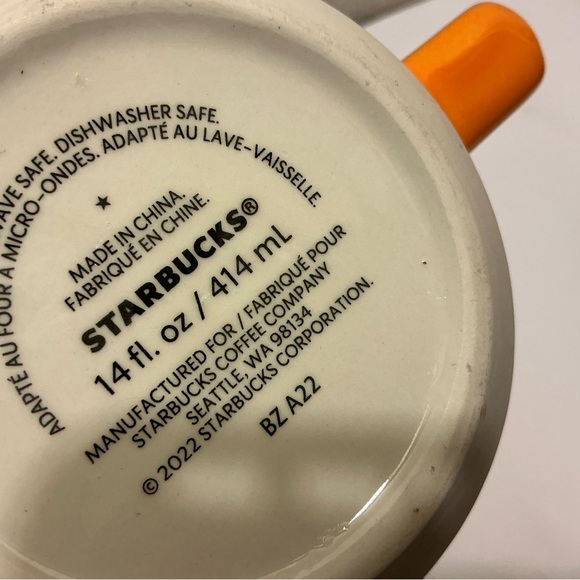 SAFE. DISHWASHER SAFE.
ADAPTÉ AU FOUR À MICRO-ONDES. ADAPTÉ AU LAVE-VAISSELLE.
MADE IN CHINA.
FABRIQUÉ EN CHINE.
STARBUCKS®
14 fl. oz / 414 mL
MANUFACTURED FOR / FABRIQUÉ POUR
STARBUCKS COFFEE COMPANY
SEATTLE, WA 98134
© 2022 STARBUCKS CORPORATION.
BZ A22